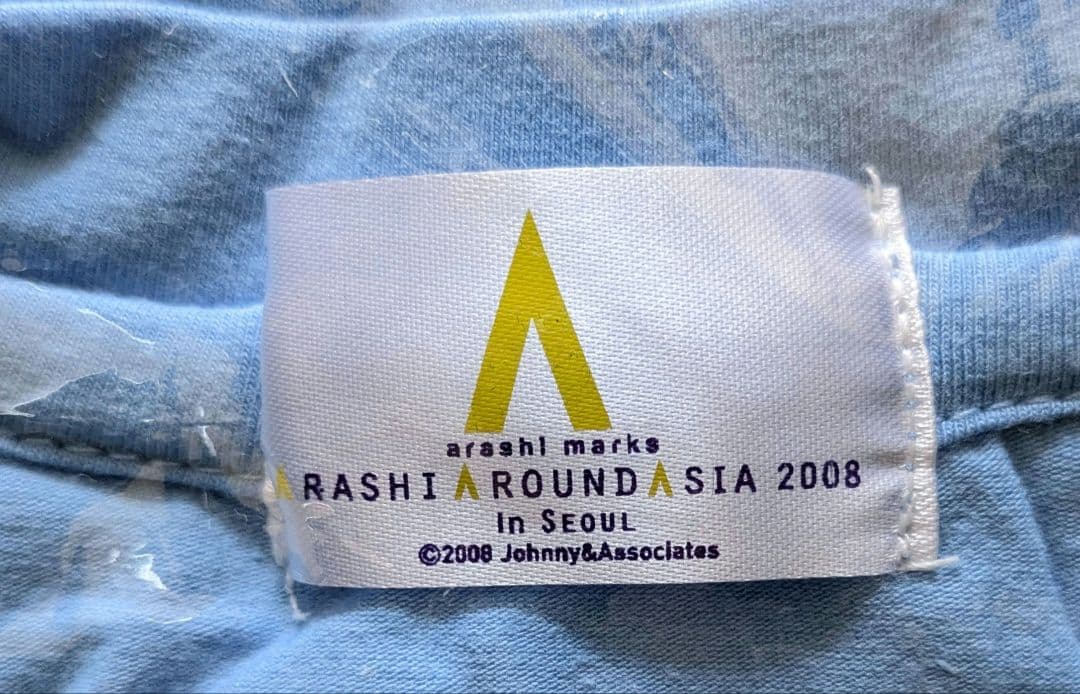 arashi marks
ARASHI AROUND ASIA 2008
In SEOUL
©2008 Johnny&Associates